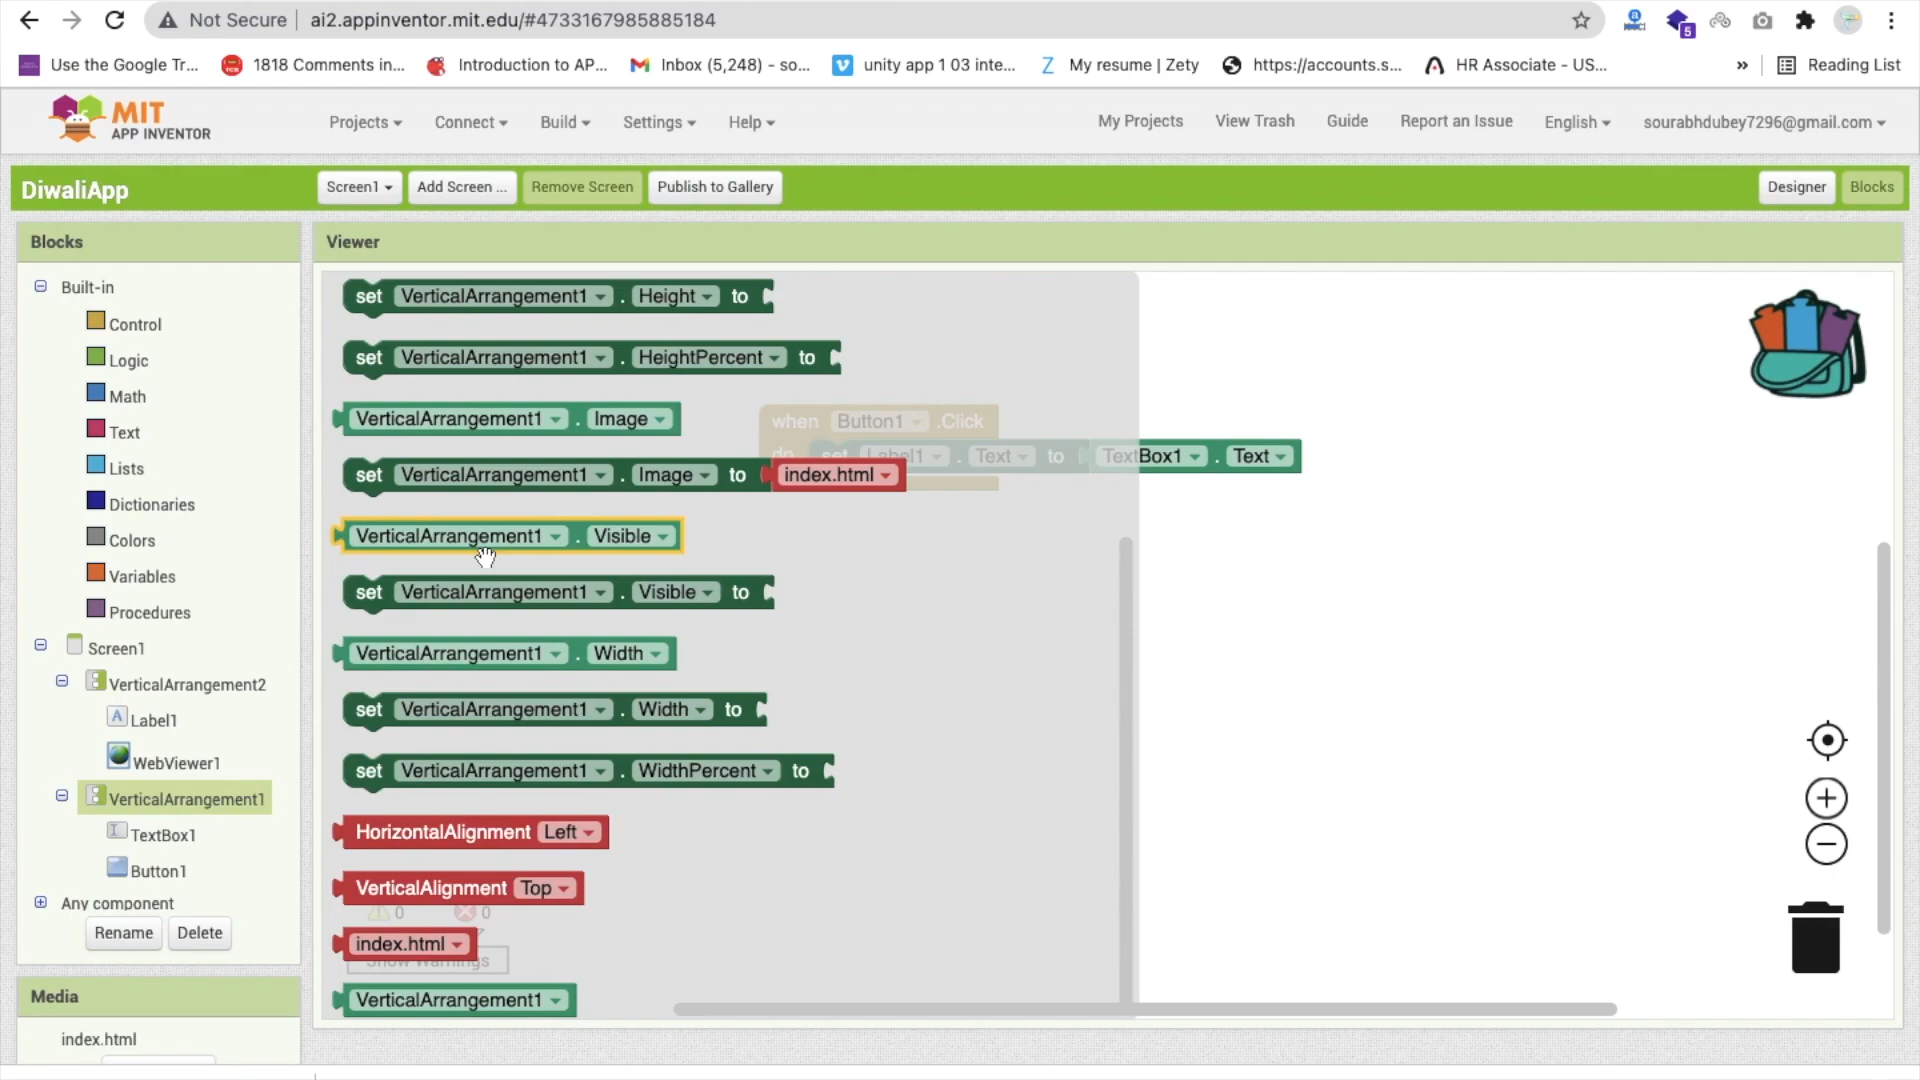 Not Secure | ai2.appinventor.mit.edu/#4733167985885184
5
Use the Google Tr... 1818 Comments in... Introduction to AP... Inbox (5,248) - so... unity app 1 03 inte... My resume | Zety https://accounts.s... HR Associate - US... » Reading List
MIT
APP INVENTOR
Projects Connect Build Settings Help My Projects View Trash Guide Report an Issue English sourabhdubey7296@gmail.com
DiwaliApp Screen1 Add Screen ... Remove Screen Publish to Gallery Designer Blocks
Blocks
Built-in
Control
Logic
Math
Text
Lists
Dictionaries
Colors
Variables
Procedures
Screen1
VerticalArrangement2
A Label1
WebViewer1
VerticalArrangement1
TextBox1
Button1
Any component
Rename Delete
Media
index.html
Viewer
set VerticalArrangement1 . Height to
set VerticalArrangement1 . HeightPercent to
VerticalArrangement1 . Image
when Button1 .Click
do set Label1 . Text to TextBox1 . Text
set VerticalArrangement1 . Image to index.html
VerticalArrangement1 . Visible
set VerticalArrangement1 . Visible to
VerticalArrangement1 . Width
set VerticalArrangement1 . Width to
set VerticalArrangement1 . WidthPercent to
HorizontalAlignment Left
VerticalAlignment Top
0 0
index.html
Show Warnings
VerticalArrangement1